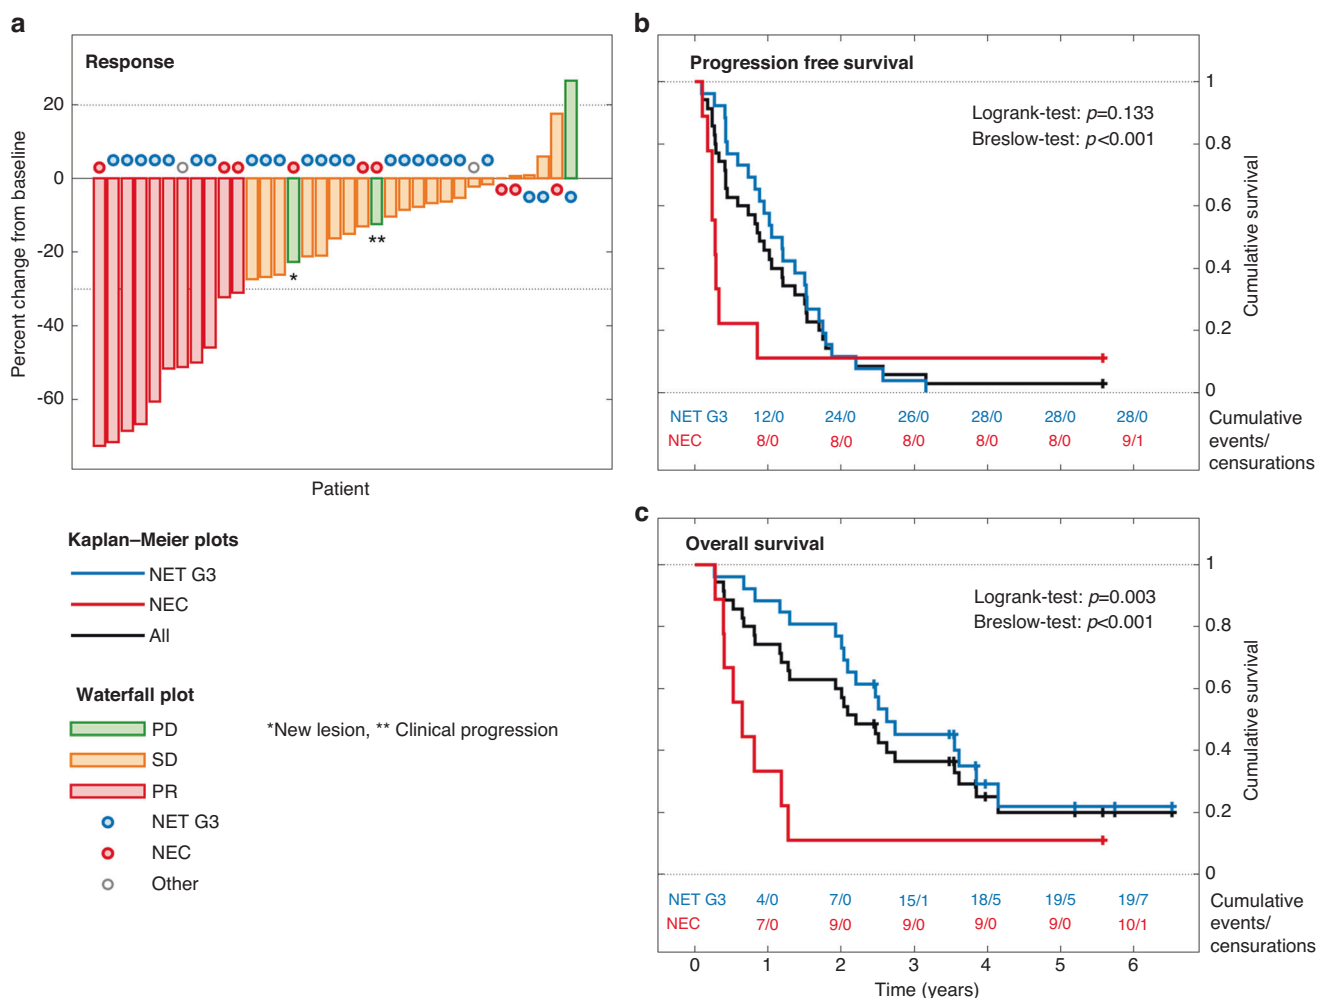 a
Response
Percent change from baseline
20
0
-20
-40
-60
*
**
Patient
Kaplan–Meier plots
NET G3
NEC
All
Waterfall plot
PD
SD
PR
NET G3
NEC
Other
*New lesion, ** Clinical progression
b
Progression free survival
Logrank-test: p=0.133
Breslow-test: p<0.001
1
0.8
0.6
0.4
0.2
0
Cumulative survival
NET G3 12/0 24/0 26/0 28/0 28/0 28/0
NEC 8/0 8/0 8/0 8/0 8/0 9/1
Cumulative
events/
censurations
c
Overall survival
Logrank-test: p=0.003
Breslow-test: p<0.001
1
0.8
0.6
0.4
0.2
0
Cumulative survival
NET G3 4/0 7/0 15/1 18/5 19/5 19/7
NEC 7/0 9/0 9/0 9/0 9/0 10/1
Cumulative
events/
censurations
0 1 2 3 4 5 6
Time (years)